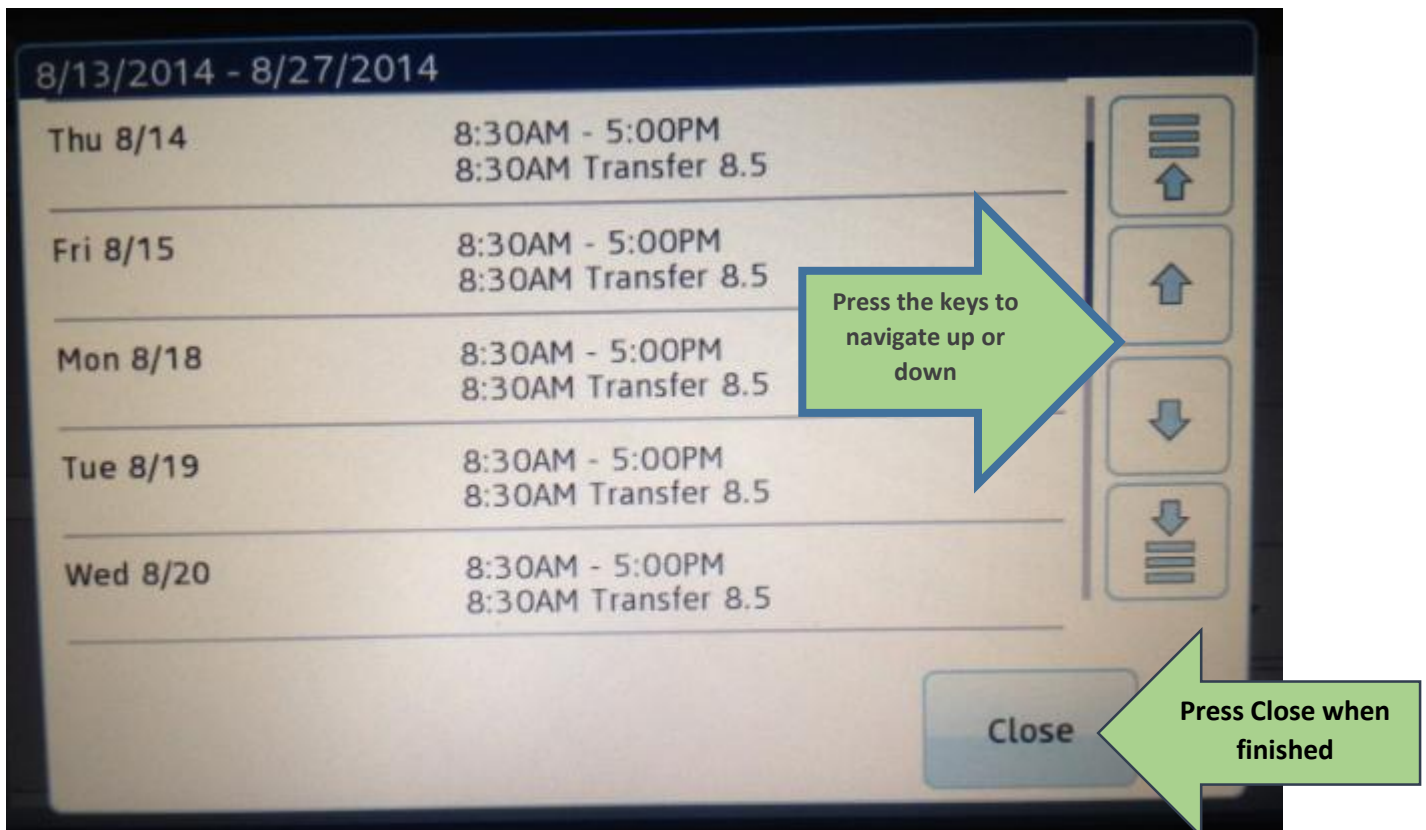 8/13/2014 - 8/27/2014
Thu 8/14
8:30AM - 5:00PM
8:30AM Transfer 8.5
Fri 8/15
8:30AM - 5:00PM
8:30AM Transfer 8.5
Mon 8/18
8:30AM - 5:00PM
8:30AM Transfer 8.5
Tue 8/19
8:30AM - 5:00PM
8:30AM Transfer 8.5
Wed 8/20
8:30AM - 5:00PM
8:30AM Transfer 8.5
Press the keys to
navigate up or
down
Close
Press Close when
finished